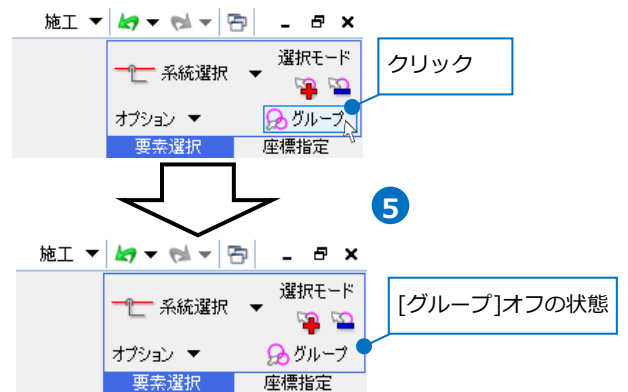 施工 ▼
選択モード
系統選択 ▼
オプション ▼
グループ
要素選択 座標指定
クリック
5
施工 ▼
選択モード
系統選択 ▼
オプション ▼
グループ
要素選択 座標指定
[グループ]オフの状態